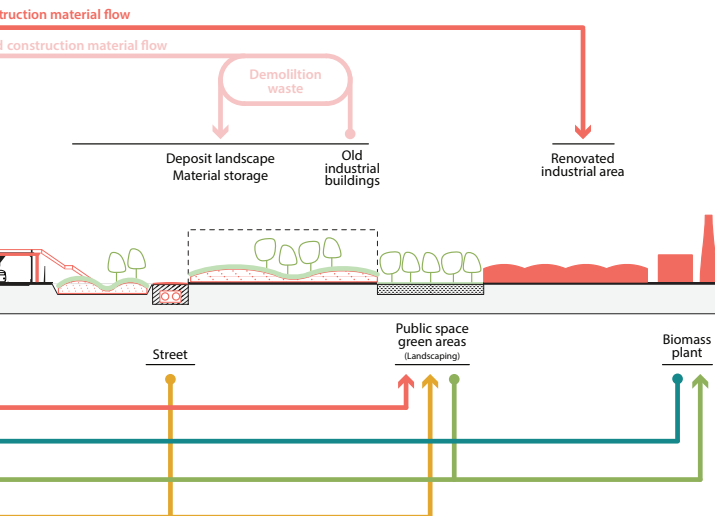 truction material flow
d construction material flow
Demoliltion
waste
Deposit landscape
Material storage
Old
industrial
buildings
Renovated
industrial area
Street
Public space
green areas
(Landscaping)
Biomass
plant